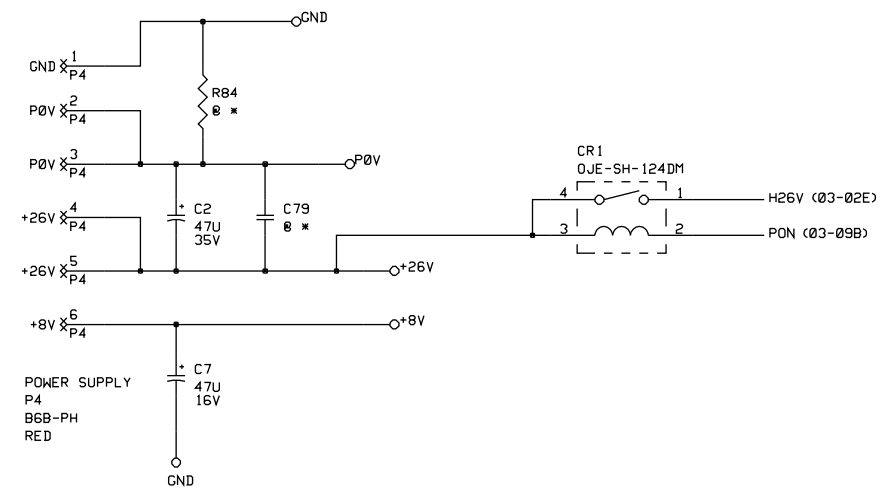 GND
GND 1
P4
P0V 2
P4
R84
@ *
P0V 3
P4
P0V
+26V 4
P4
+
C2
47U
35V
C79
@ *
+26V 5
P4
+26V
CR1
OJE-SH-124DM
4
1
H26V (03-02E)
3
2
PON (03-09B)
+8V 6
P4
+8V
+
C7
47U
16V
POWER SUPPLY
P4
B6B-PH
RED
GND